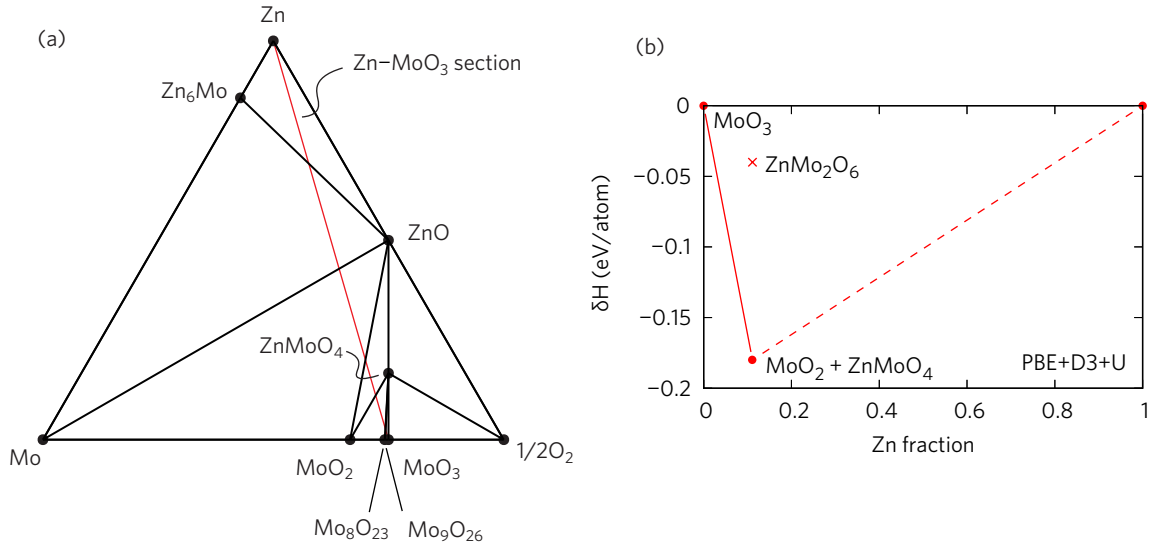 (a)
Zn
Zn–MoO₃ section
Zn₆Mo
ZnO
ZnMoO₄
Mo
MoO₂
MoO₃
1/2O₂
Mo₈O₂₃
Mo₉O₂₆
(b)
δH (eV/atom)
0
−0.05
−0.1
−0.15
−0.2
MoO₃
ZnMo₂O₆
MoO₂ + ZnMoO₄
PBE+D3+U
0
0.2
0.4
0.6
0.8
1
Zn fraction